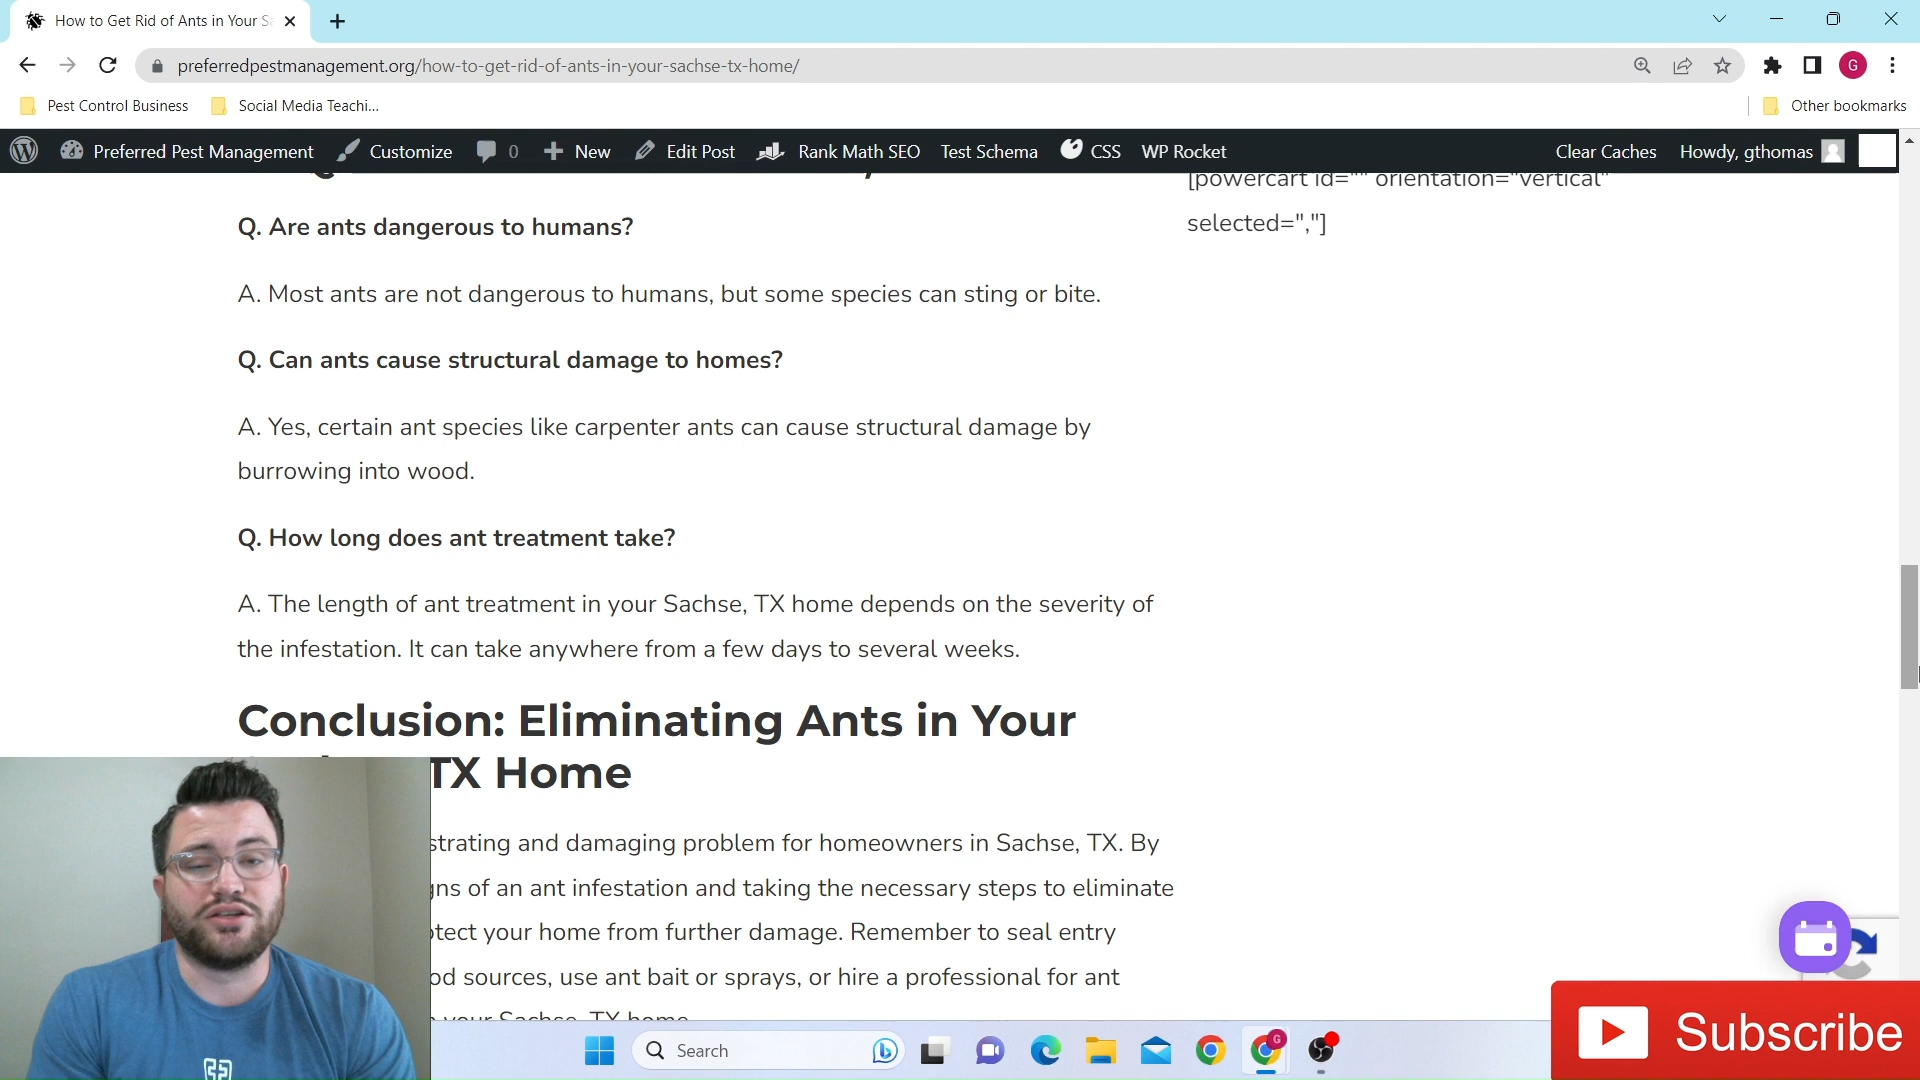 How to Get Rid of Ants in Your S
preferredpestmanagement.org/how-to-get-rid-of-ants-in-your-sachse-tx-home/
G
Pest Control Business
Social Media Teachi...
Other bookmarks
Preferred Pest Management
Customize
0
New
Edit Post
Rank Math SEO
Test Schema
CSS
WP Rocket
Clear Caches
Howdy, gthomas
[powercart id="" orientation="vertical"
selected=","]
Q. Are ants dangerous to humans?
A. Most ants are not dangerous to humans, but some species can sting or bite.
Q. Can ants cause structural damage to homes?
A. Yes, certain ant species like carpenter ants can cause structural damage by
burrowing into wood.
Q. How long does ant treatment take?
A. The length of ant treatment in your Sachse, TX home depends on the severity of
the infestation. It can take anywhere from a few days to several weeks.
Conclusion: Eliminating Ants in Your
TX Home
strating and damaging problem for homeowners in Sachse, TX. By
gns of an ant infestation and taking the necessary steps to eliminate
tect your home from further damage. Remember to seal entry
od sources, use ant bait or sprays, or hire a professional for ant
your Sachse, TX home
Search
G
Subscribe